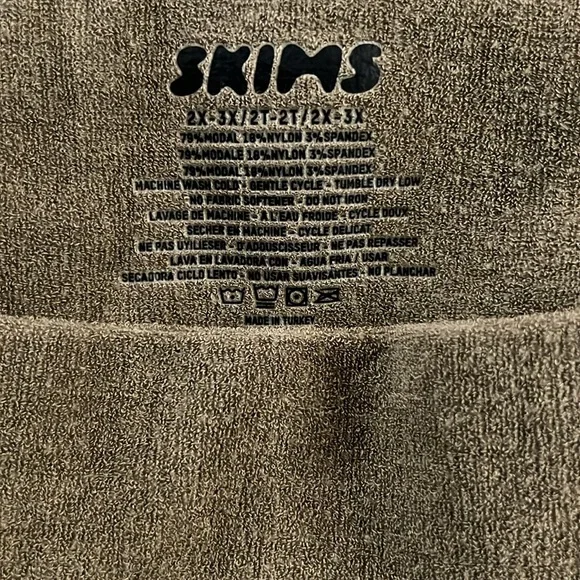 SKIMS
2X-3X/2T-2T/2X-3X
79%MODAL 18%NYLON 3%SPANDEX
79%MODALE 18%NYLON 3%SPANDEX
79%MODAL 18%NYLON 3%SPANDEX
MACHINE WASH COLD - GENTLE CYCLE - TUMBLE DRY LOW
NO FABRIC SOFTENER - DO NOT IRON
LAVAGE DE MACHINE - A L'EAU FROIDE - CYCLE DOUX
SECHER EN MACHINE - CYCLE DELICAT
NE PAS UYILIESER - D'ADOUSCISSEUR - NE PAS REPASSER
LAVA EN LAVADORA CON - AGUA FRIA / USAR
SECADORA CICLO LENTO - NO USAR SUAVISANTES - NO PLANCHAR
MADE IN TURKEY